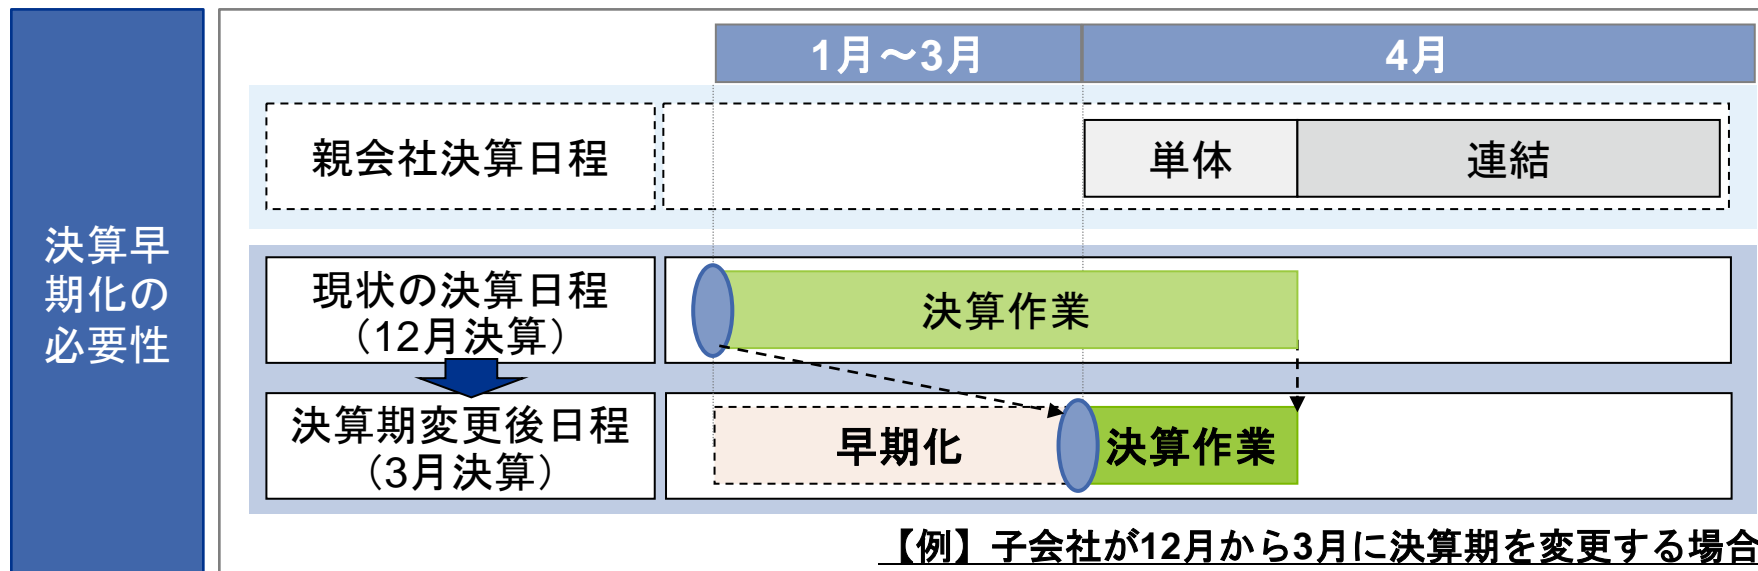 決算早
期化の
必要性
1月～3月
4月
親会社決算日程
単体
連結
現状の決算日程
（12月決算）
決算作業
決算期変更後日程
（3月決算）
早期化
決算作業
【例】子会社が12月から3月に決算期を変更する場合